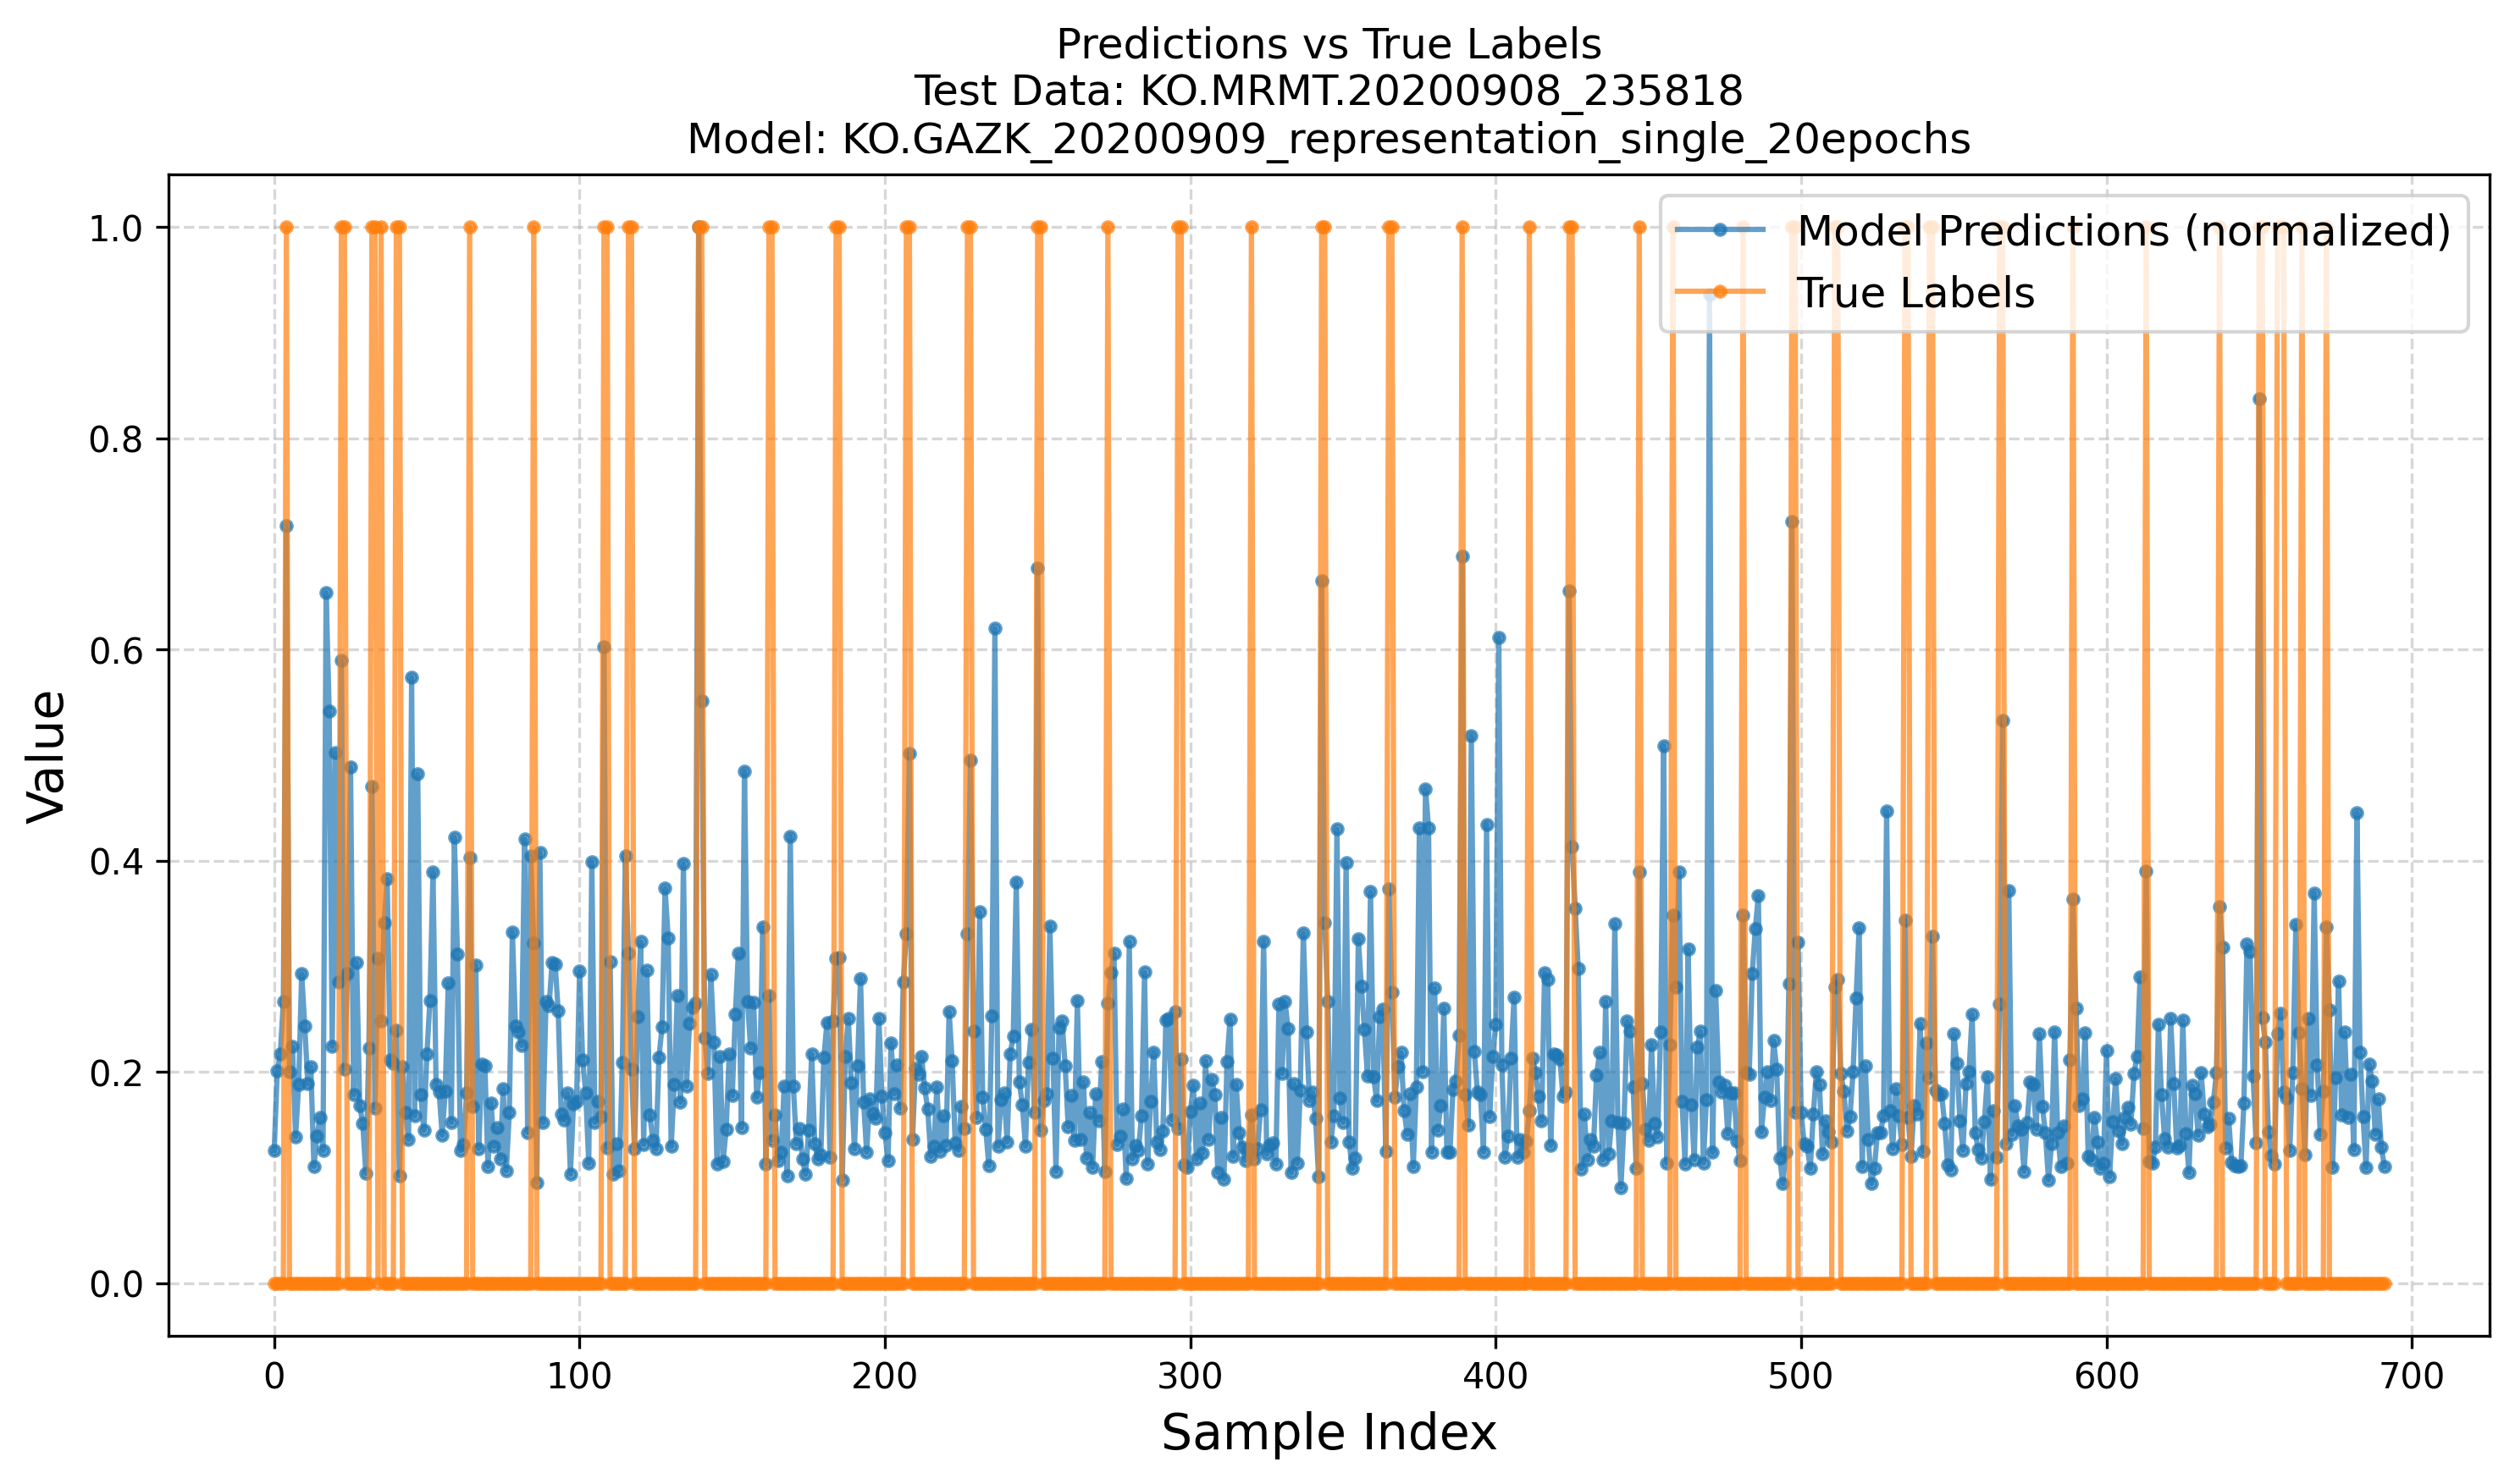 Predictions vs True Labels
Test Data: KO.MRMT.20200908_235818
Model: KO.GAZK_20200909_representation_single_20epochs
1.0
0.8
0.6
0.4
0.2
0.0
Value
Model Predictions (normalized)
True Labels
0 100 200 300 400 500 600 700
Sample Index